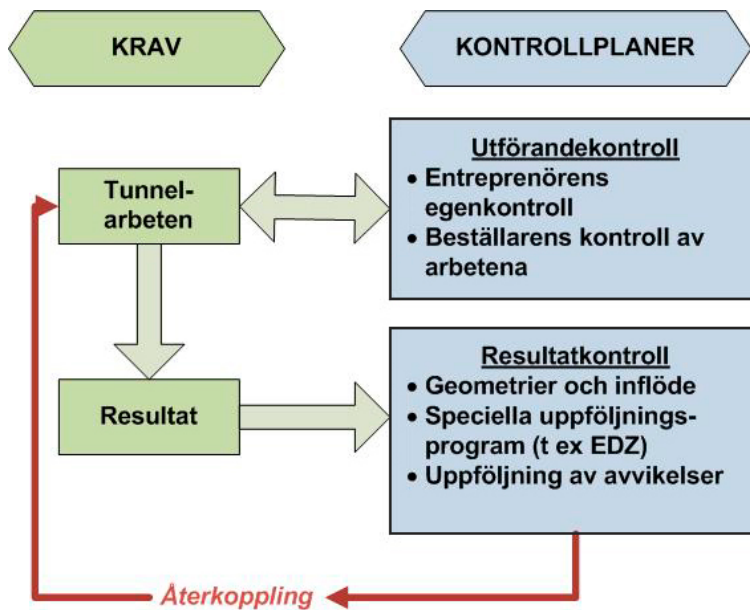 KRAV
KONTROLLPLANER
Tunnel-
arbeten
Utförandekontroll
• Entreprenörens
egenkontroll
• Beställarens kontroll av
arbetena
Resultat
Resultatkontroll
• Geometrier och inflöde
• Speciella uppföljnings-
program (t ex EDZ)
• Uppföljning av avvikelser
Återkoppling